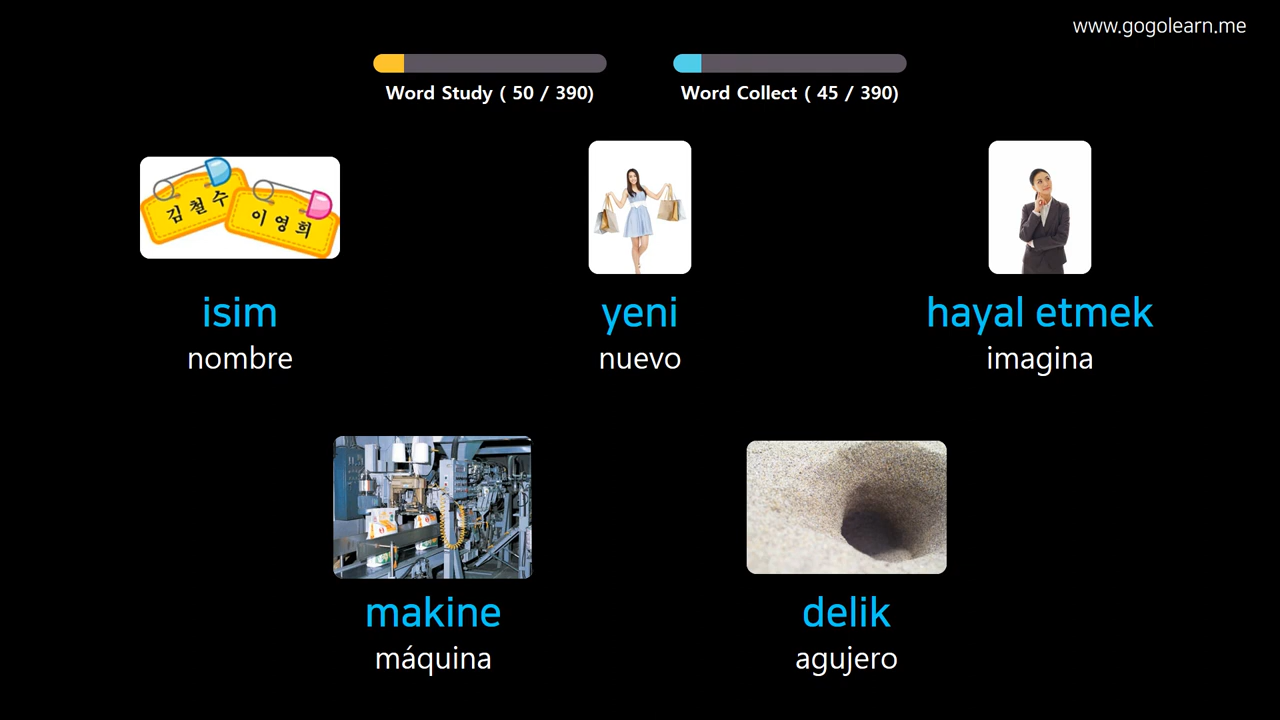 www.gogolearn.me
Word Study ( 50 / 390)
Word Collect ( 45 / 390)
김철수
이영희
isim
nombre
yeni
nuevo
hayal etmek
imagina
makine
máquina
delik
agujero